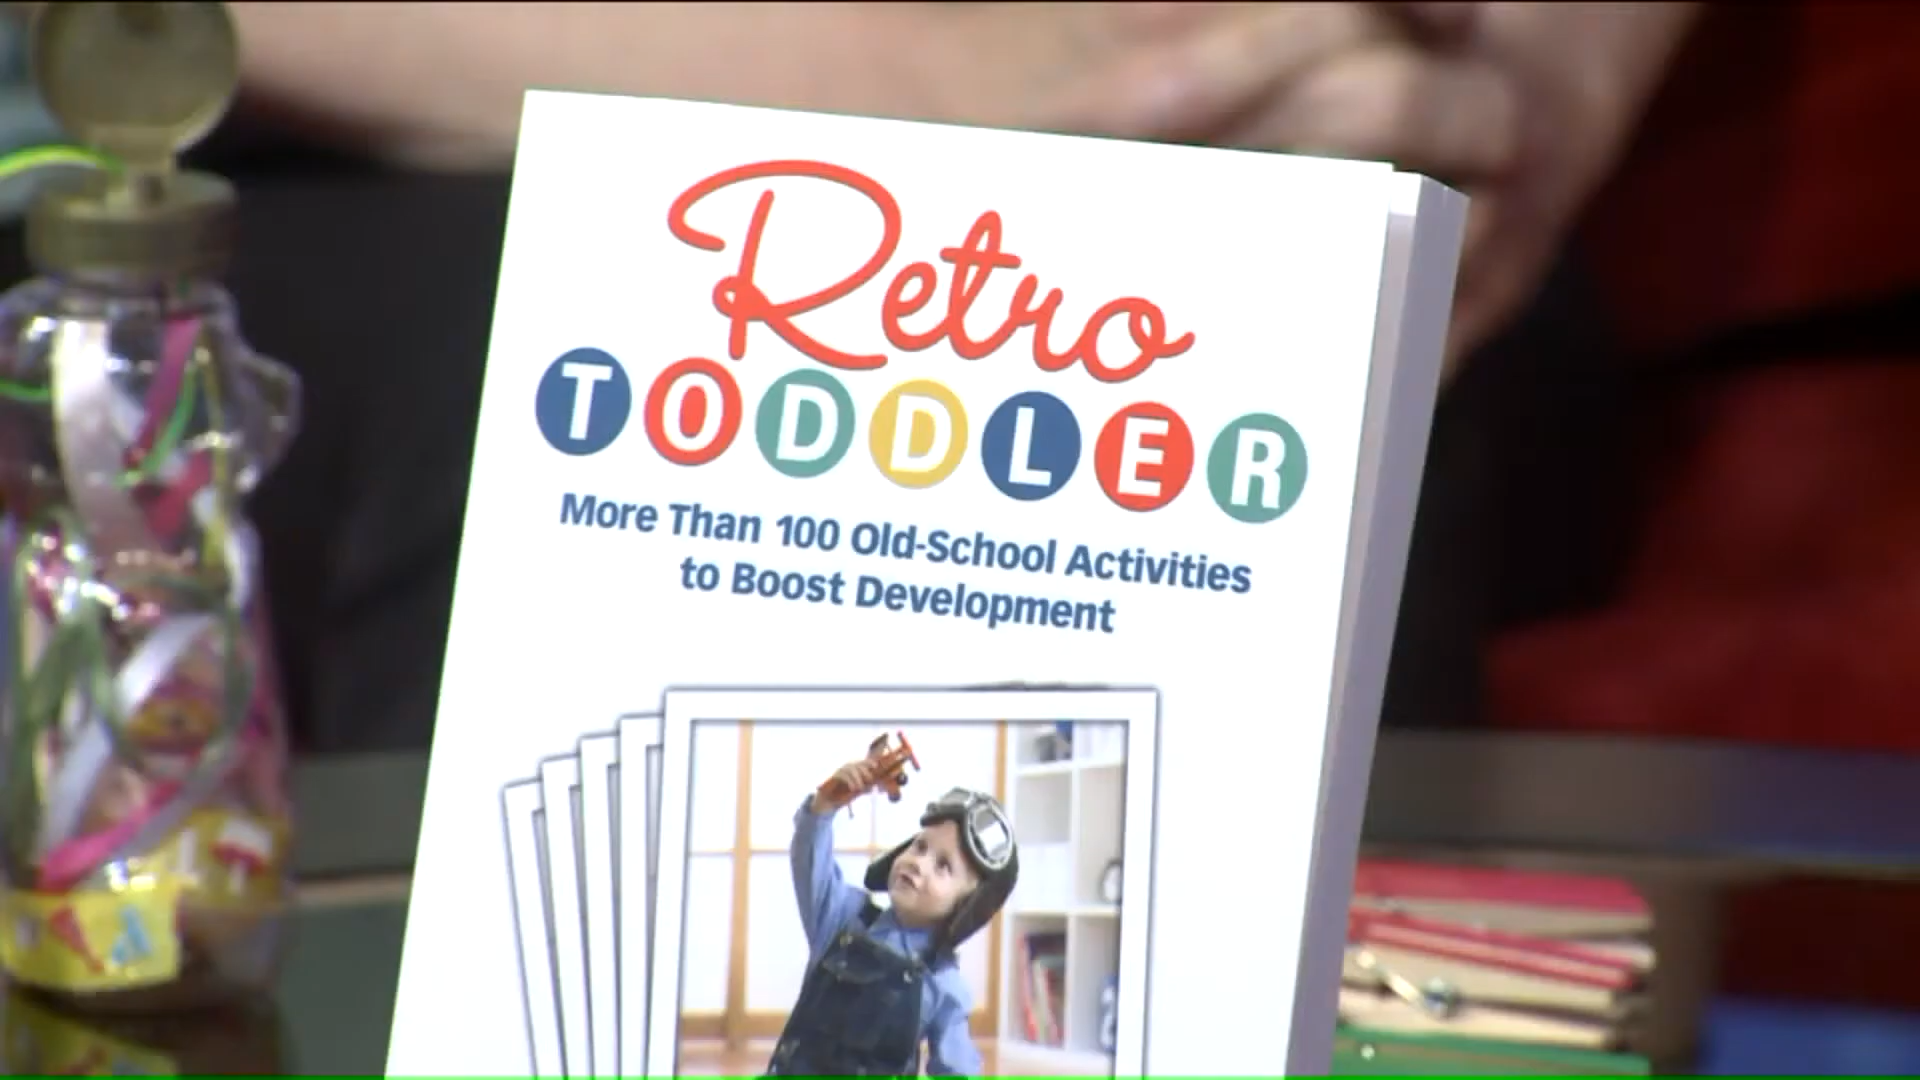 Retro
TODDLER
More Than 100 Old-School Activities
to Boost Development